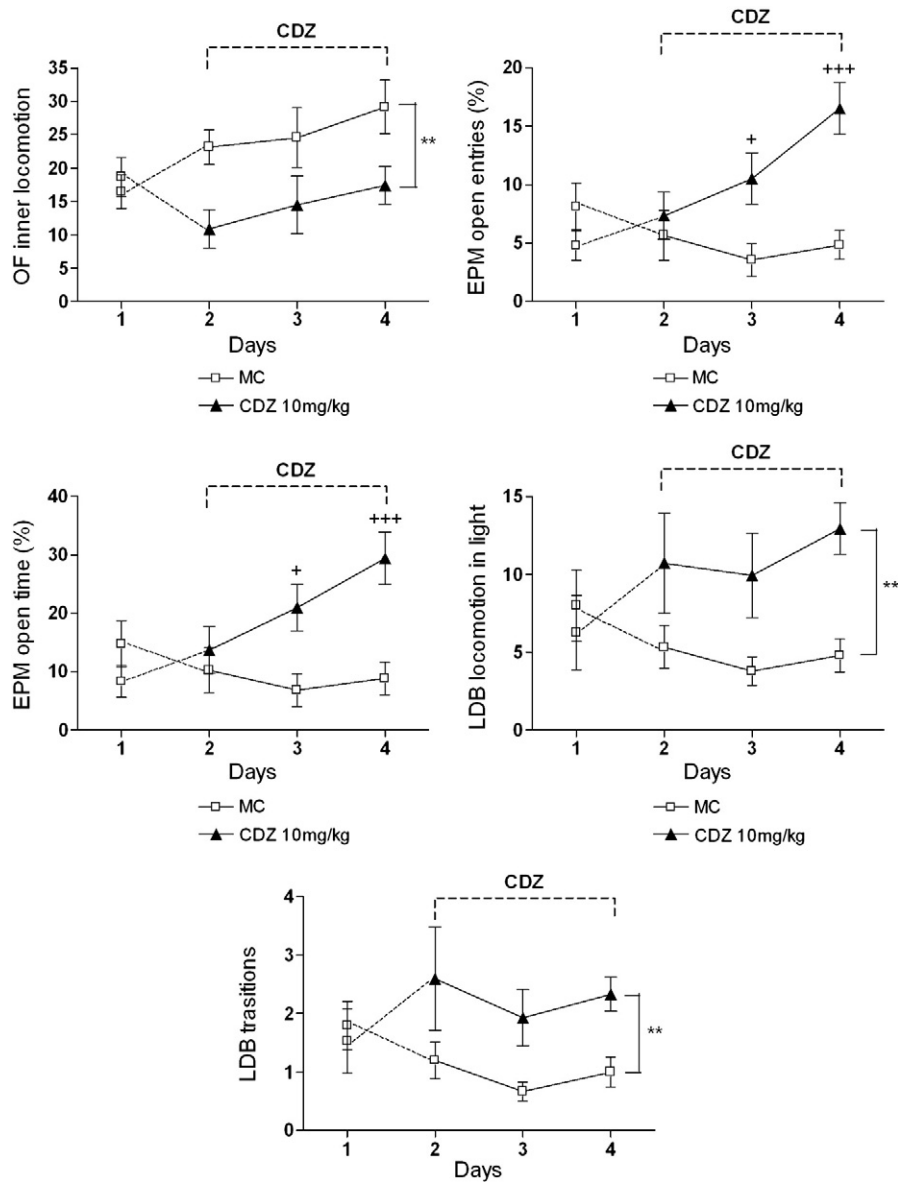 CDZ
OF inner locomotion
35
30
25
20
15
10
5
0
**
1 2 3 4
Days
MC
CDZ 10mg/kg
CDZ
EPM open entries (%)
20
15
10
5
0
+
+++
1 2 3 4
Days
MC
CDZ 10mg/kg
CDZ
EPM open time (%)
40
30
20
10
0
+
+++
1 2 3 4
Days
MC
CDZ 10mg/kg
CDZ
LDB locomotion in light
15
10
5
0
**
1 2 3 4
Days
MC
CDZ 10mg/kg
CDZ
LDB trasitions
4
3
2
1
0
**
1 2 3 4
Days